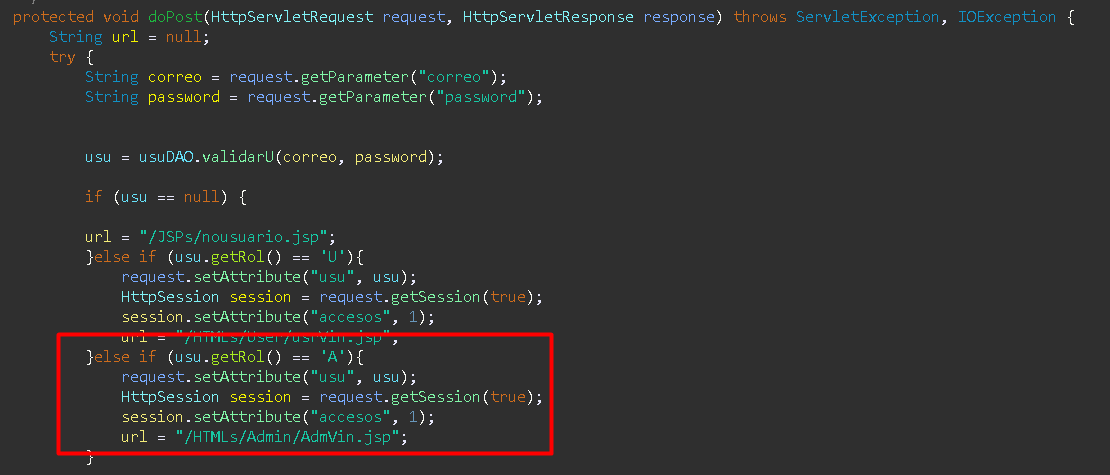 protected void doPost(HttpServletRequest request, HttpServletResponse response) throws ServletException, IOException {
String url = null;
try {
String correo = request.getParameter("correo");
String password = request.getParameter("password");
usu = usuDAO.validarU(correo, password);
if (usu == null) {
url = "/JSPs/nousuario.jsp";
}else if (usu.getRol() == 'U'){
request.setAttribute("usu", usu);
HttpSession session = request.getSession(true);
session.setAttribute("accesos", 1);
url = "/HTMLs/User/usrVin.jsp";
}else if (usu.getRol() == 'A'){
request.setAttribute("usu", usu);
HttpSession session = request.getSession(true);
session.setAttribute("accesos", 1);
url = "/HTMLs/Admin/AdmVin.jsp";
}